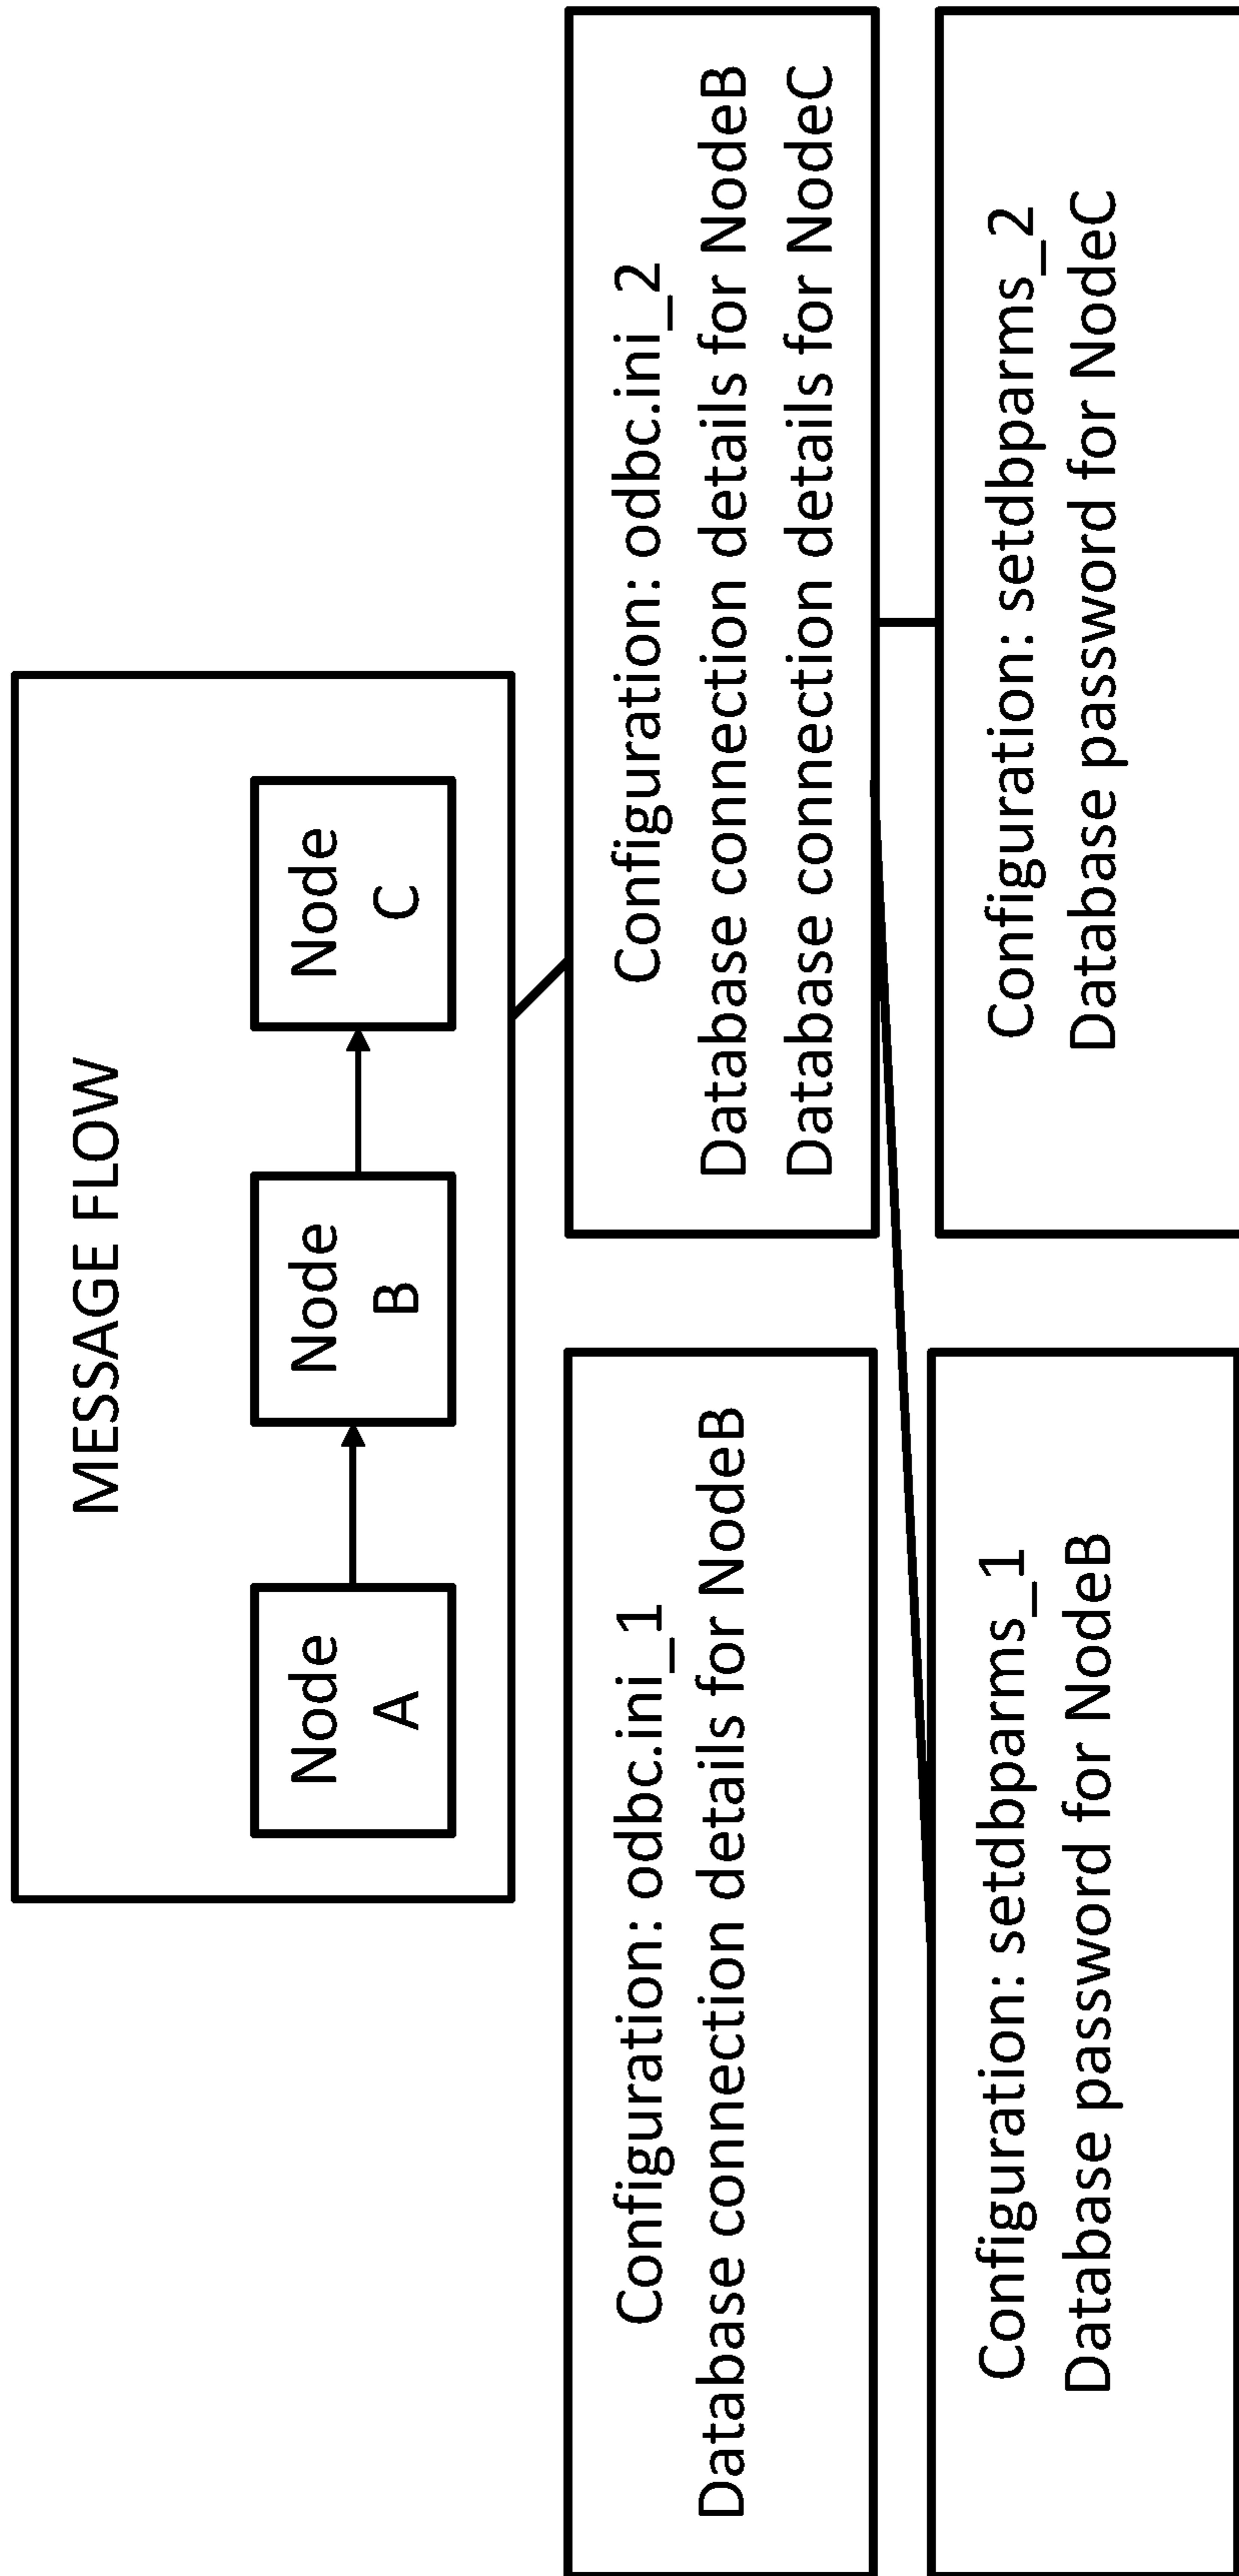 MESSAGE FLOW
Node
A
Node
B
Node
C
Configuration: odbc.ini_1
Database connection details for NodeB
Configuration: odbc.ini_2
Database connection details for NodeB
Database connection details for NodeC
Configuration: setdbparms_1
Database password for NodeB
Configuration: setdbparms_2
Database password for NodeC